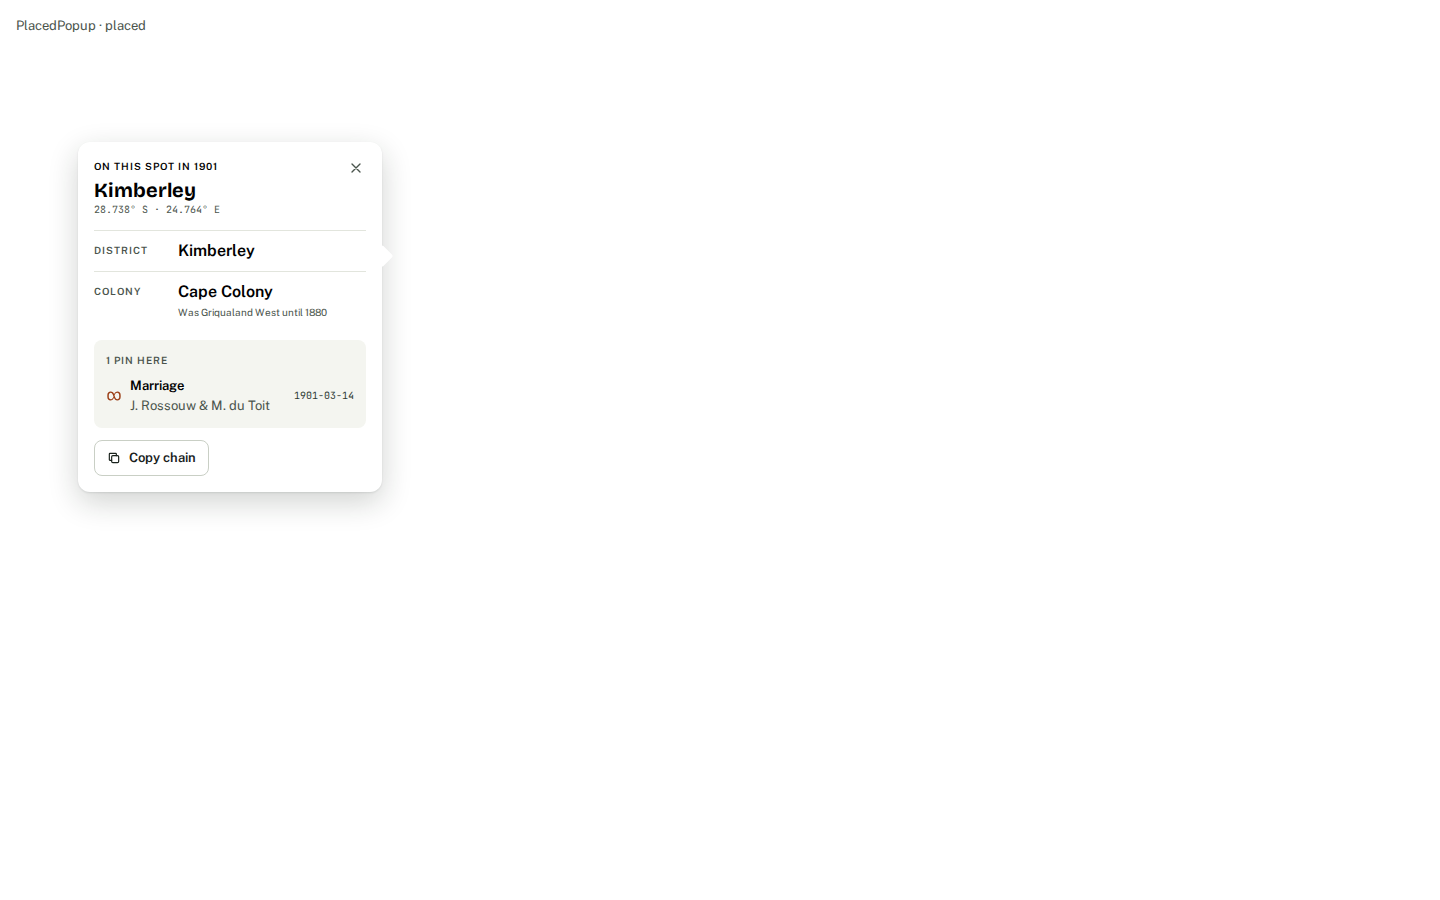 PlacedPopup · placed
ON THIS SPOT IN 1901
Kimberley
28.738° S · 24.764° E
DISTRICT Kimberley
COLONY Cape Colony
Was Griqualand West until 1880
1 PIN HERE
Marriage
J. Rossouw & M. du Toit
1901-03-14
Copy chain